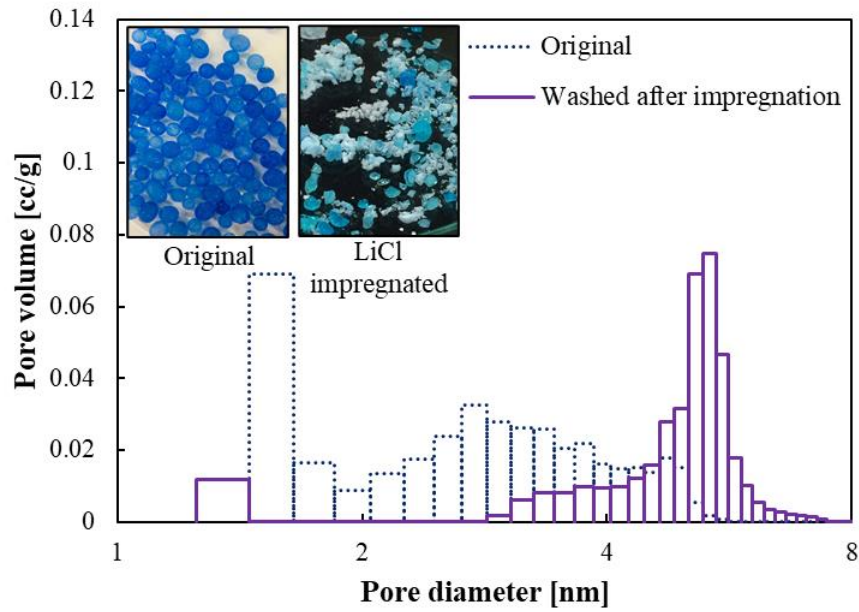 0.14
0.12
0.1
0.08
0.06
0.04
0.02
0
Pore volume [cc/g]
Original
LiCl
impregnated
Original
Washed after impregnation
1
2
4
8
Pore diameter [nm]